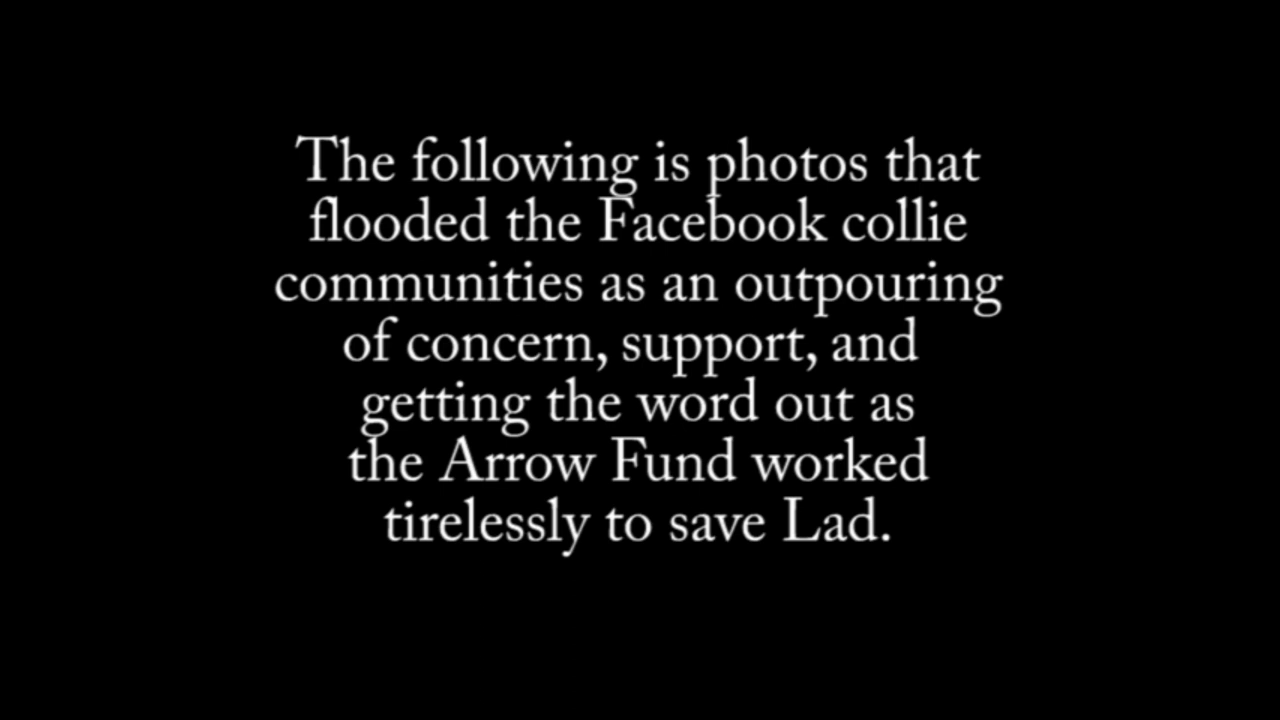 The following is photos that
flooded the Facebook collie
communities as an outpouring
of concern, support, and
getting the word out as
the Arrow Fund worked
tirelessly to save Lad.